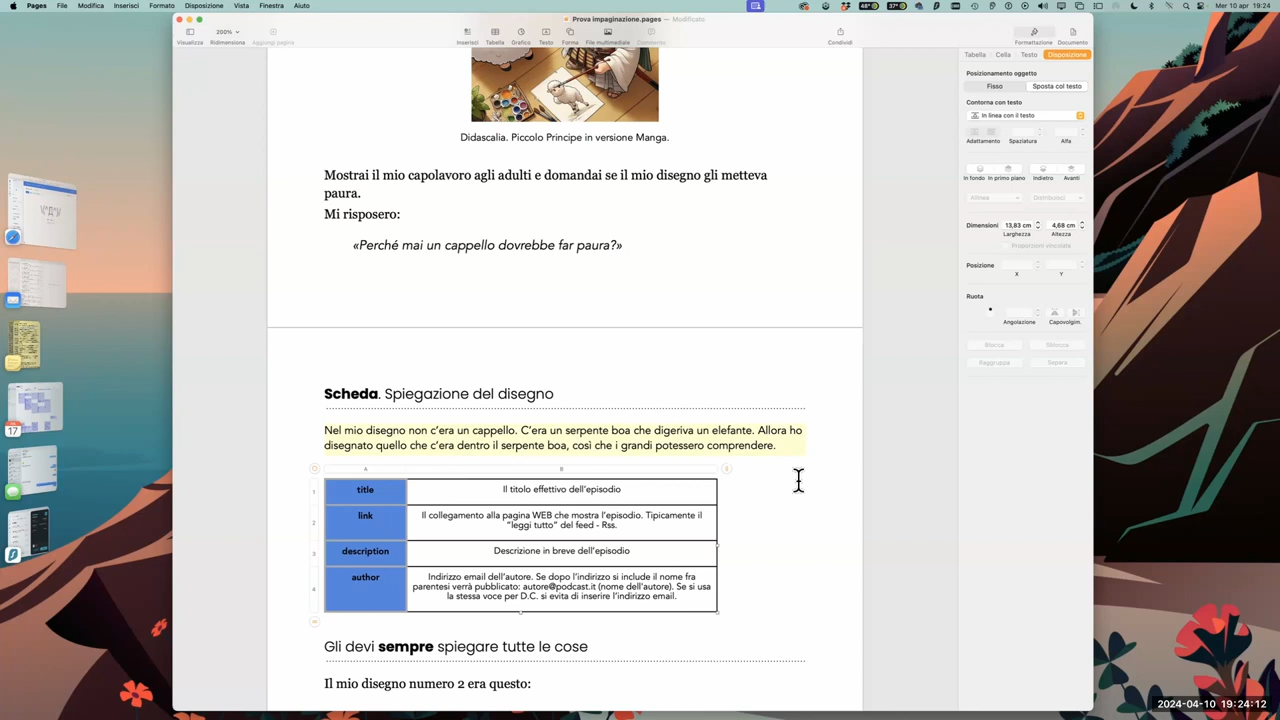 Pages File Modifica Inserisci Formato Disposizione Vista Finestra Aiuto
48° 37° Mer 10 apr 19:24
Prova impaginazione.pages — Modificato
200%
Visualizza Ridimensiona Aggiungi pagina Inserisci Tabella Grafico Testo Forma File multimediale Commento Condividi Formattazione Documento
Tabella Cella Testo Disposizione
Posizionamento oggetto
Fisso Sposta col testo
Contorna con testo
In linea con il testo
Adattamento Spaziatura Alfa
In fondo In primo piano Indietro Avanti
Allinea Distribuisci
Dimensioni 13,83 cm 4,68 cm
Larghezza Altezza
Proporzioni vincolate
Posizione
X Y
Ruota
Angolazione Capovolgim.
Blocca Sblocca
Raggruppa Separa
Didascalia. Piccolo Principe in versione Manga.
Mostrai il mio capolavoro agli adulti e domandai se il mio disegno gli metteva
paura.
Mi risposero:
«Perché mai un cappello dovrebbe far paura?»
Scheda. Spiegazione del disegno
Nel mio disegno non c'era un cappello. C'era un serpente boa che digeriva un elefante. Allora ho
disegnato quello che c'era dentro il serpente boa, così che i grandi potessero comprendere.
A B
1 title Il titolo effettivo dell'episodio
2 link Il collegamento alla pagina WEB che mostra l'episodio. Tipicamente il
"leggi tutto" del feed - Rss.
3 description Descrizione in breve dell'episodio
4 author Indirizzo email dell'autore. Se dopo l'indirizzo si include il nome fra
parentesi verrà pubblicato: autore@podcast.it (nome dell'autore). Se si usa
la stessa voce per D.C. si evita di inserire l'indirizzo email.
Gli devi sempre spiegare tutte le cose
Il mio disegno numero 2 era questo:
17
2024-04-10 19:24:12